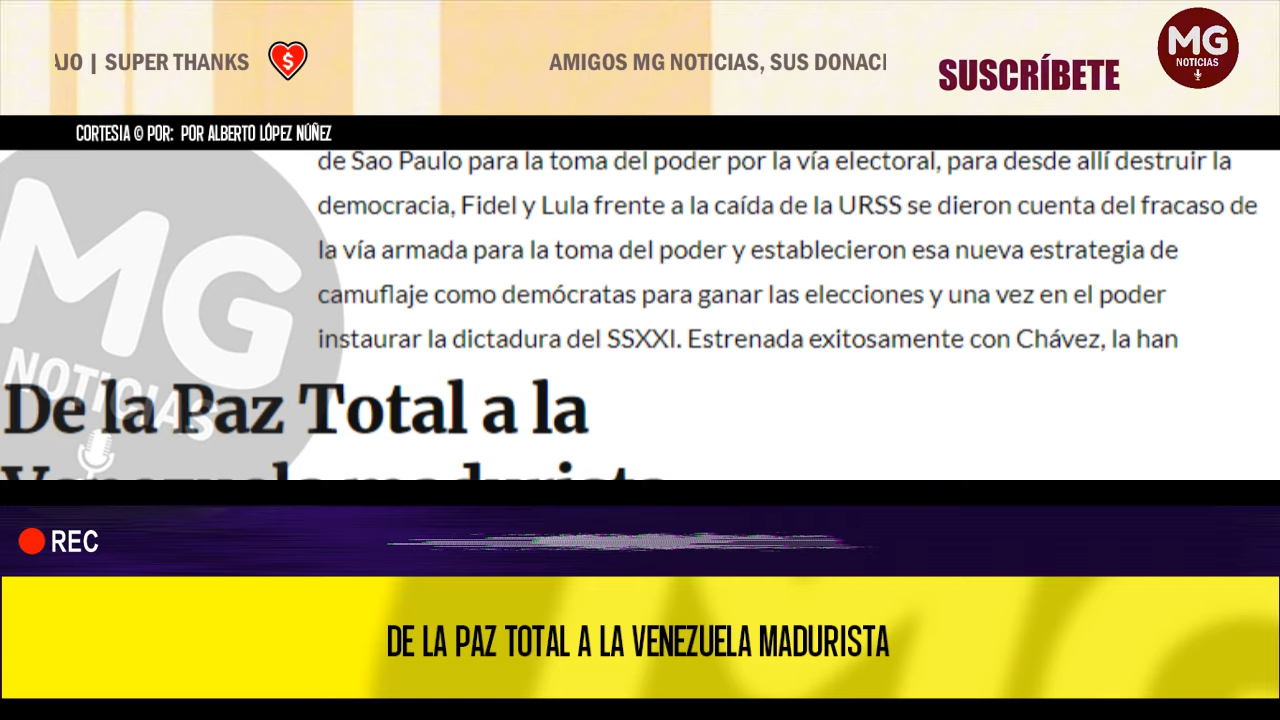 AJO | SUPER THANKS
AMIGOS MG NOTICIAS, SUS DONACI
SUSCRÍBETE
MG
NOTICIAS
CORTESIA © POR: POR ALBERTO LÓPEZ NÚÑEZ
de Sao Paulo para la toma del poder por la vía electoral, para desde allí destruir la
democracia, Fidel y Lula frente a la caída de la URSS se dieron cuenta del fracaso de
la vía armada para la toma del poder y establecieron esa nueva estrategia de
camuflaje como demócratas para ganar las elecciones y una vez en el poder
instaurar la dictadura del SSXXI. Estrenada exitosamente con Chávez, la han
MG
NOTICIAS
De la Paz Total a la
Venezuela madurista
REC
DE LA PAZ TOTAL A LA VENEZUELA MADURISTA